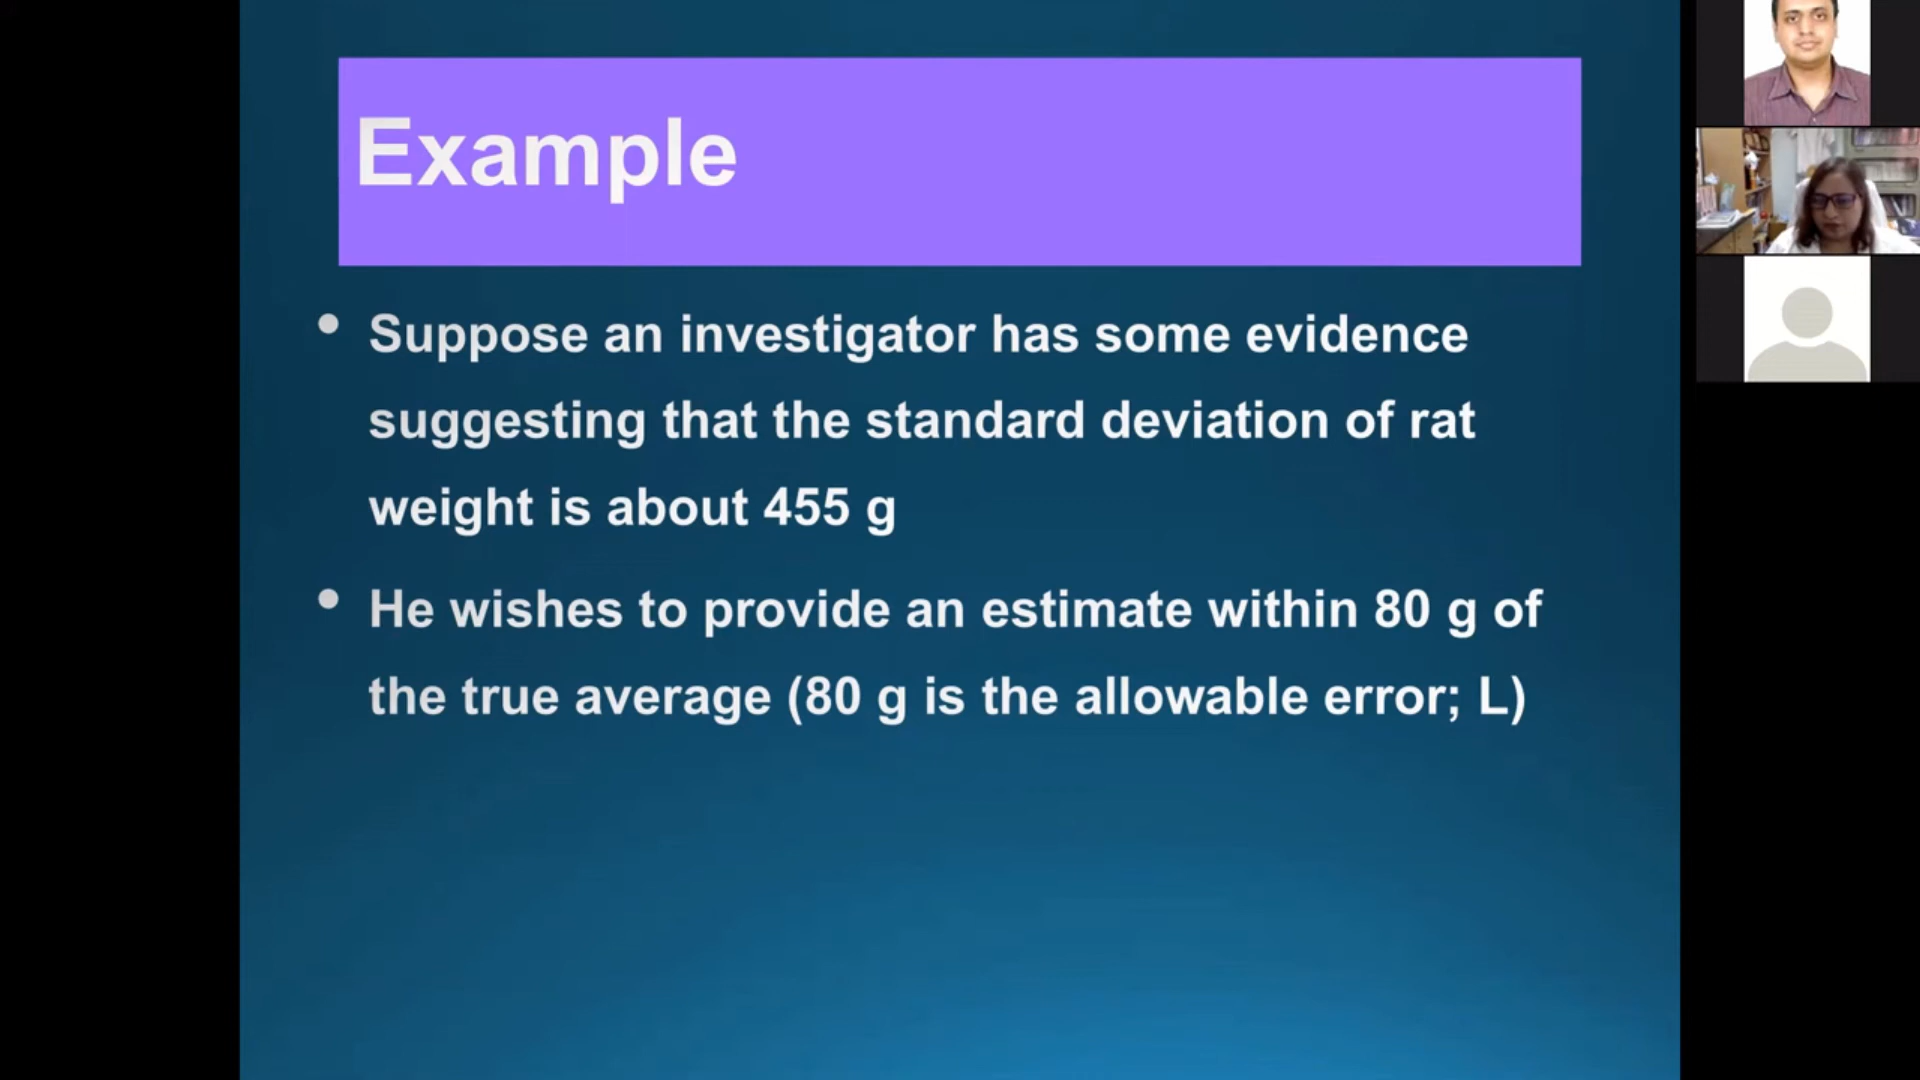 Example
• Suppose an investigator has some evidence
suggesting that the standard deviation of rat
weight is about 455 g
• He wishes to provide an estimate within 80 g of
the true average (80 g is the allowable error; L)